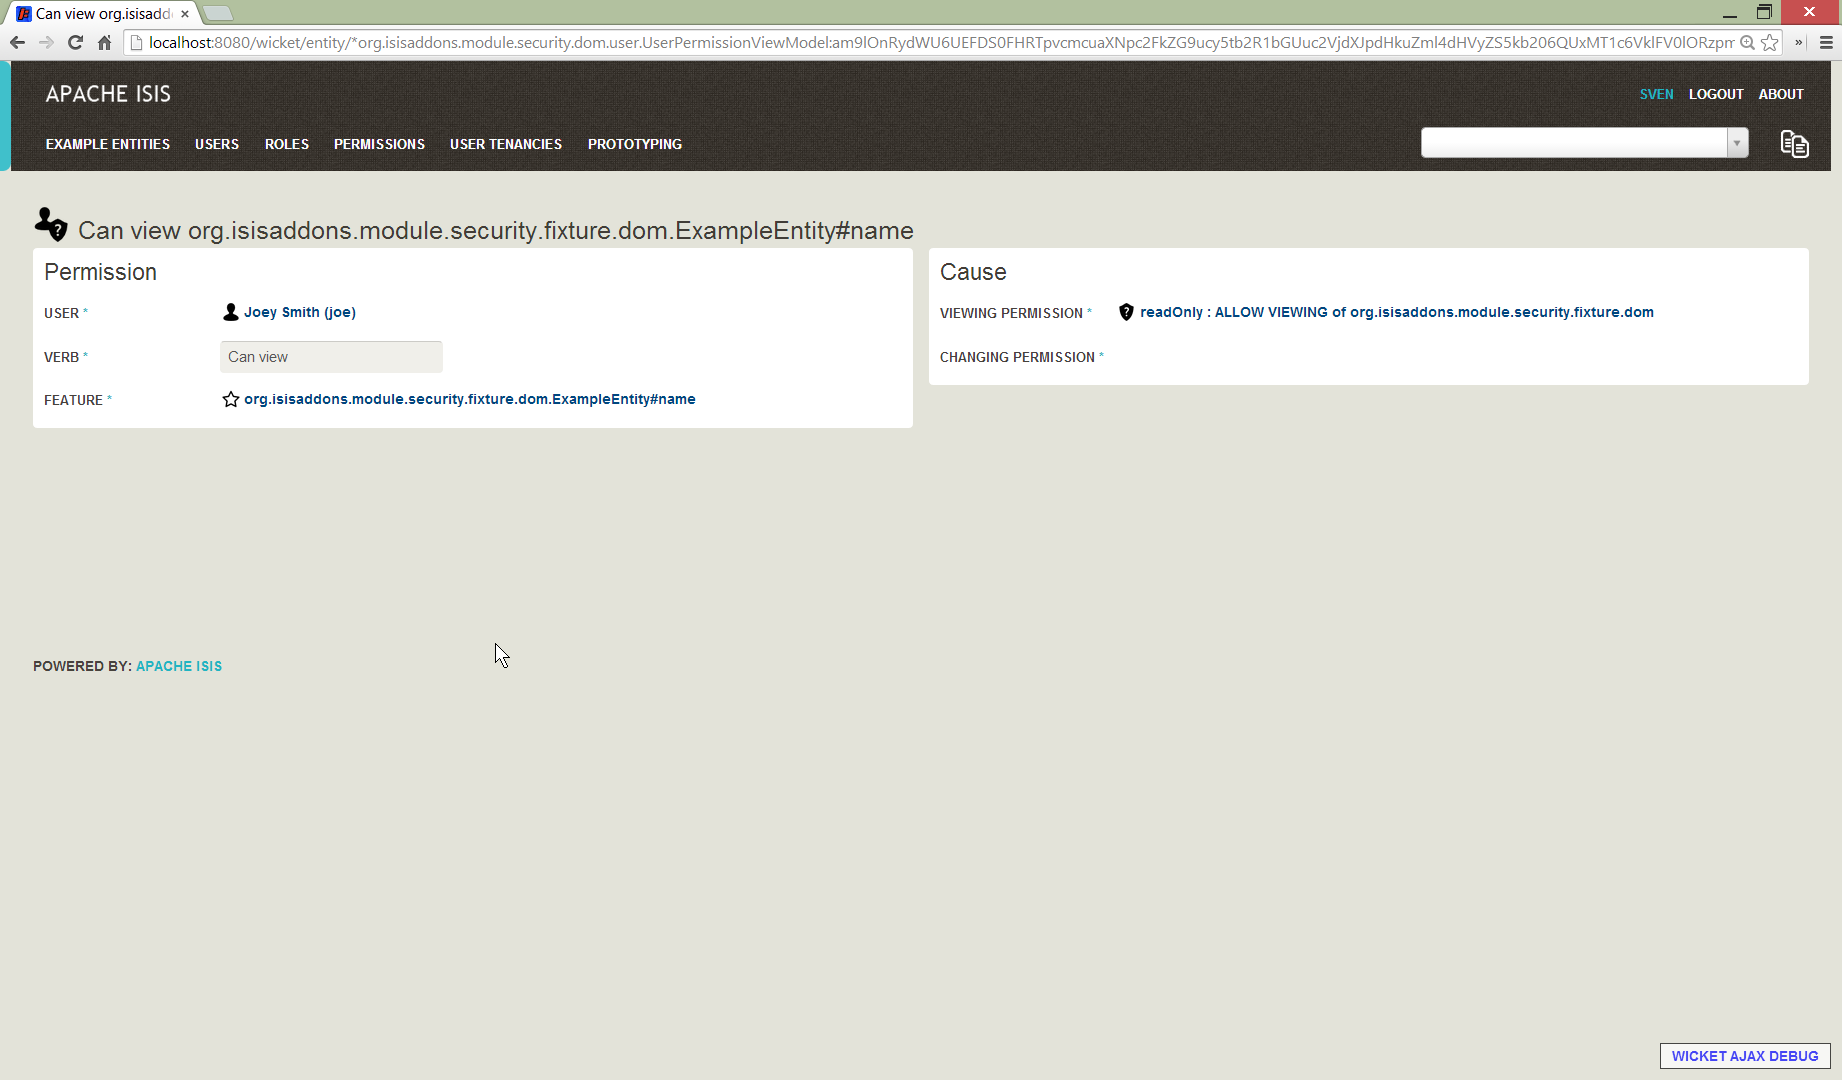 Can view org.isisadd
localhost:8080/wicket/entity/*org.isisaddons.module.security.dom.user.UserPermissionViewModel:am9lOnRydWU6UEFDS0FHRTpvcmcuaXNpc2FkZG9ucy5tb2R1bGUuc2VjdXJpdHkuZml4dHVyZS5kb206QUxMT1c6VklFV0lORzpm
APACHE ISIS
SVEN LOGOUT ABOUT
EXAMPLE ENTITIES USERS ROLES PERMISSIONS USER TENANCIES PROTOTYPING
Can view org.isisaddons.module.security.fixture.dom.ExampleEntity#name
Permission
USER *
Joey Smith (joe)
VERB *
Can view
FEATURE *
org.isisaddons.module.security.fixture.dom.ExampleEntity#name
Cause
VIEWING PERMISSION *
readOnly : ALLOW VIEWING of org.isisaddons.module.security.fixture.dom
CHANGING PERMISSION *
POWERED BY: APACHE ISIS
WICKET AJAX DEBUG